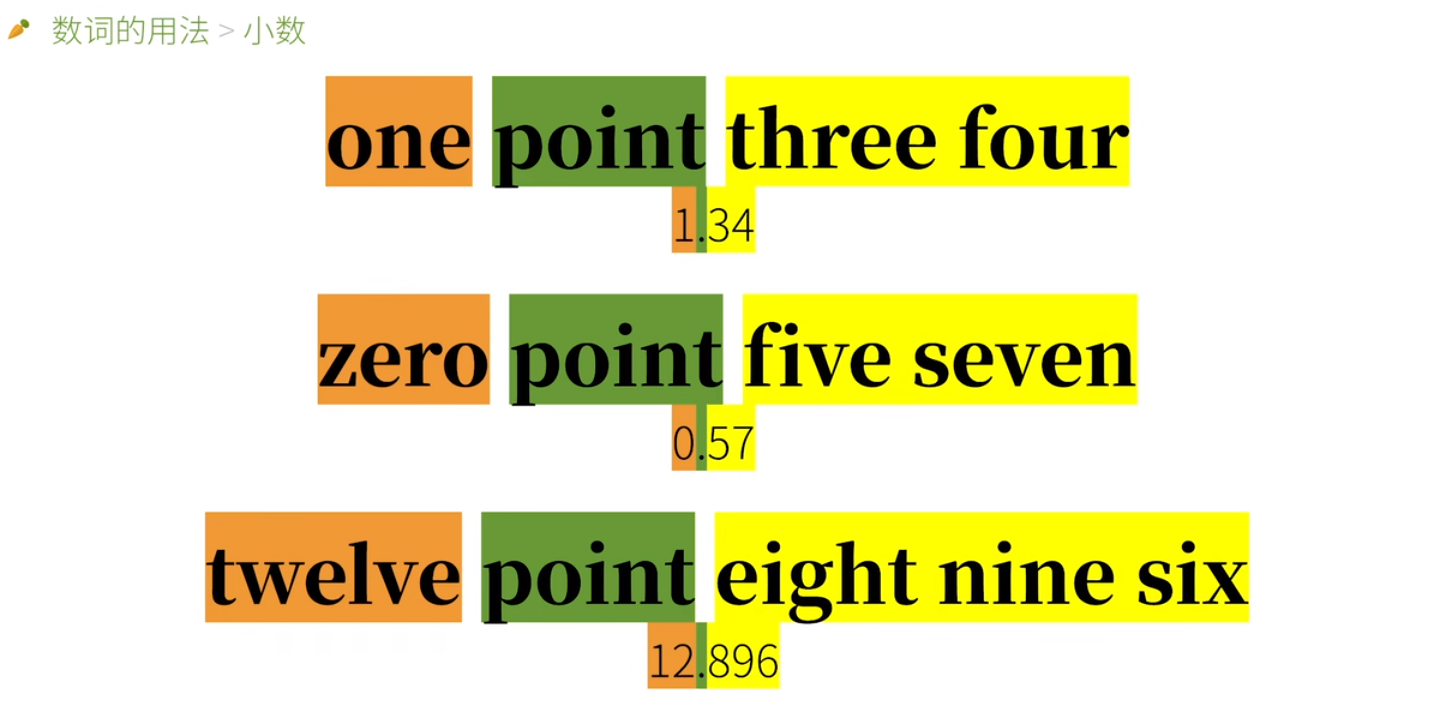 数词的用法 > 小数
one point three four
1.34
zero point five seven
0.57
twelve point eight nine six
12.896